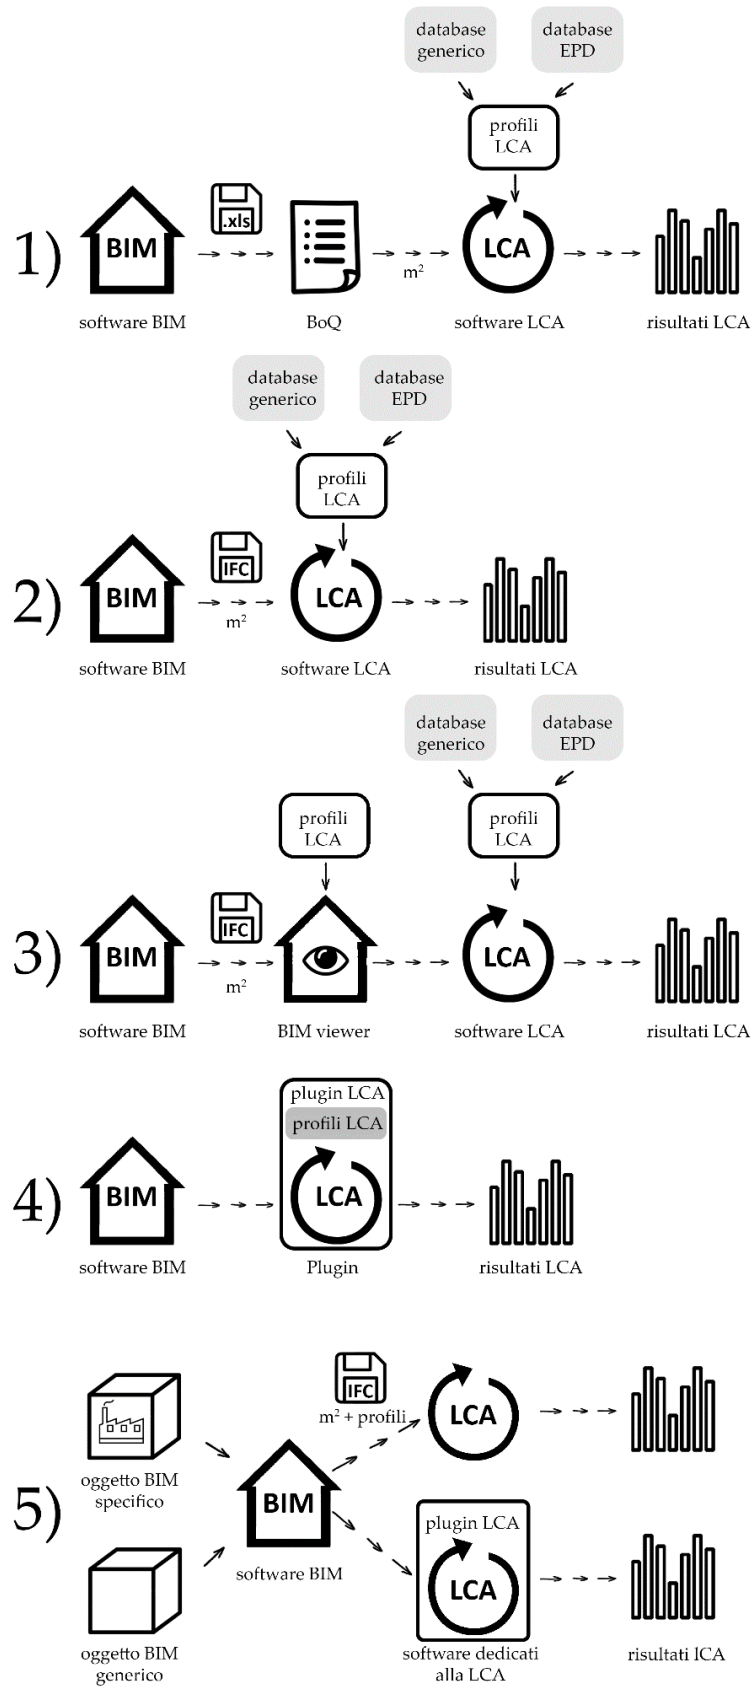 database
generico
database
EPD
profili
LCA
1)
BIM
.xls
LCA
m²
software BIM
BoQ
software LCA
risultati LCA
database
generico
database
EPD
profili
LCA
2)
BIM
IFC
m²
LCA
software BIM
software LCA
risultati LCA
database
generico
database
EPD
profili
LCA
profili
LCA
3)
BIM
IFC
m²
LCA
software BIM
BIM viewer
software LCA
risultati LCA
plugin LCA
profili LCA
4)
BIM
LCA
software BIM
Plugin
risultati LCA
IFC
m² + profili
LCA
oggetto BIM
specifico
5)
BIM
software BIM
plugin LCA
LCA
oggetto BIM
generico
software dedicati
alla LCA
risultati ICA